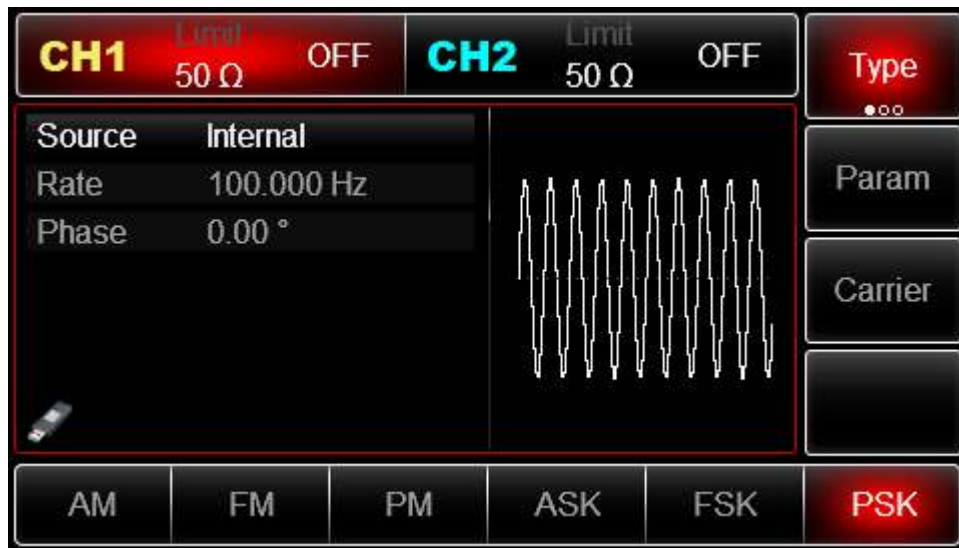 CH1 Limit 50 Ω OFF
CH2 Limit 50 Ω OFF
Type
Source Internal
Rate 100.000 Hz
Phase 0.00 °
Param
Carrier
AM FM PM ASK FSK PSK